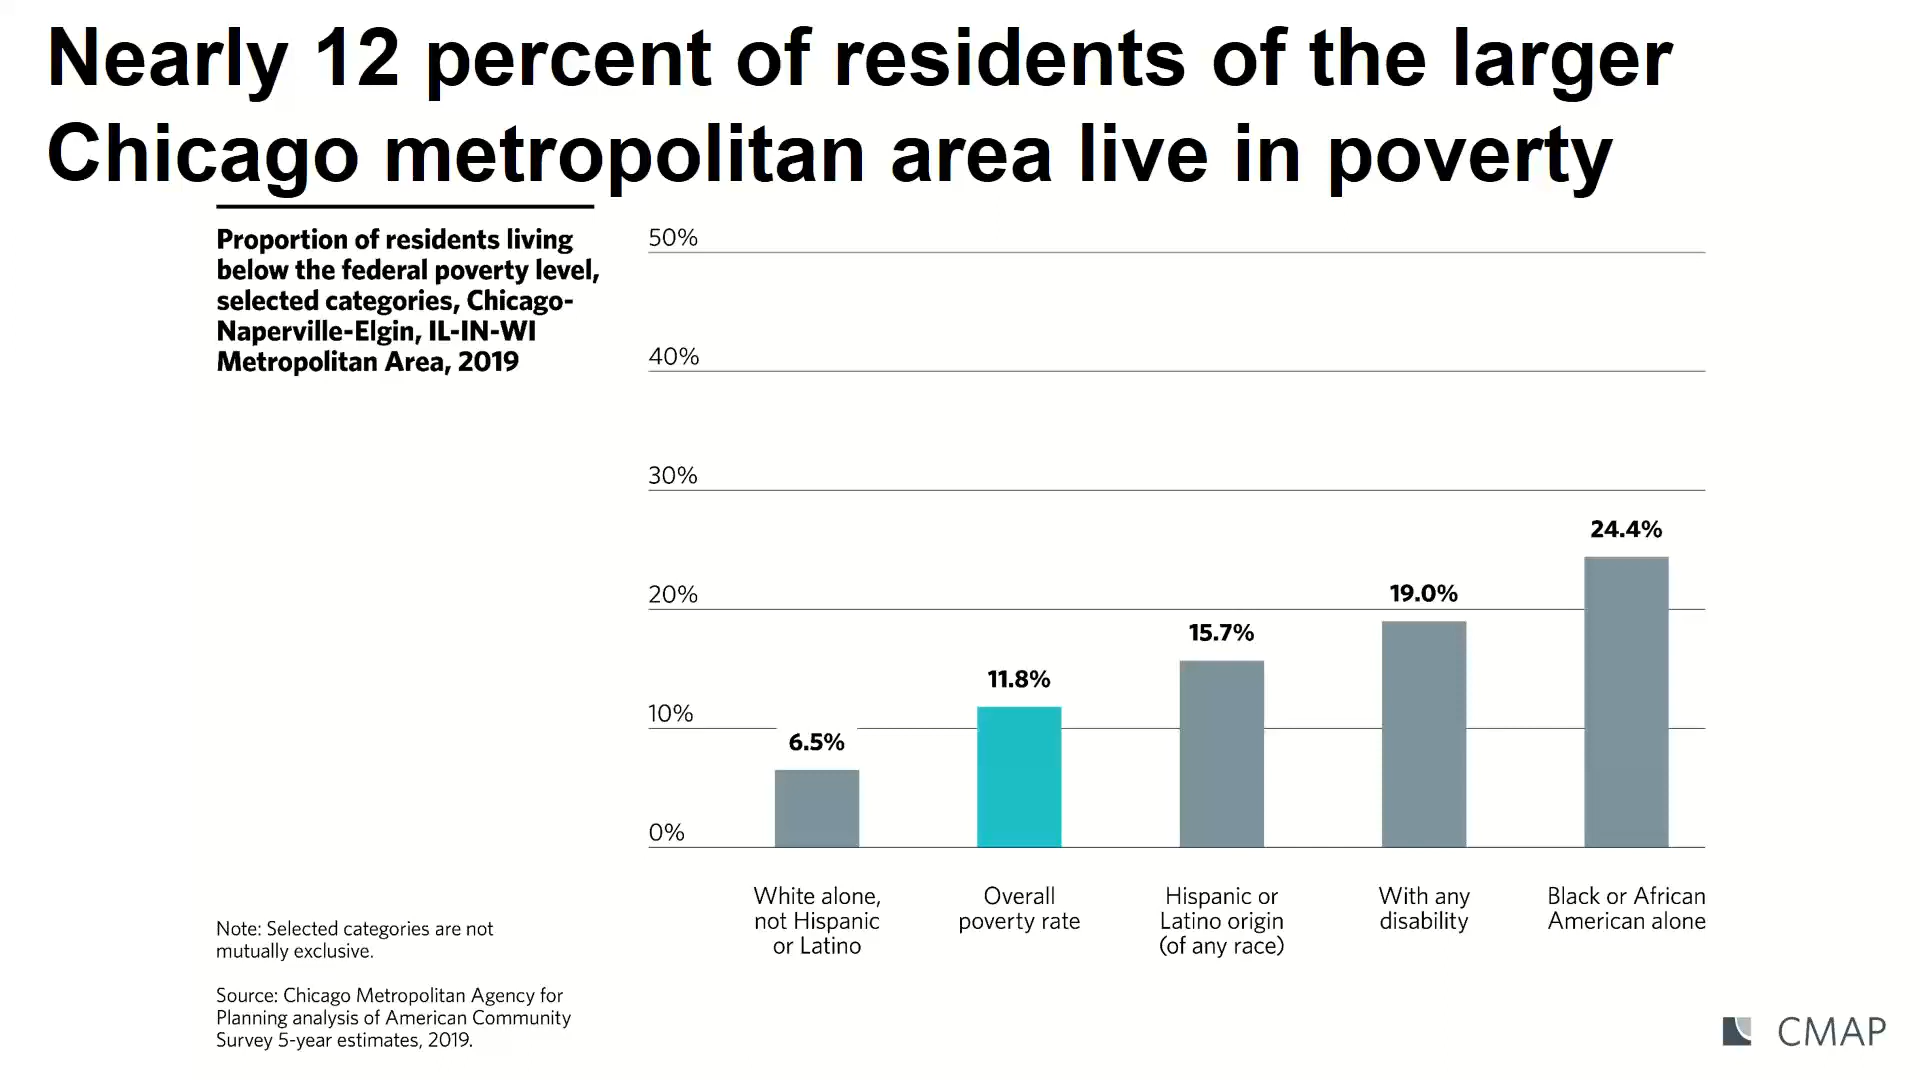 Nearly 12 percent of residents of the larger
Chicago metropolitan area live in poverty
Proportion of residents living
below the federal poverty level,
selected categories, Chicago-
Naperville-Elgin, IL-IN-WI
Metropolitan Area, 2019
50%
40%
30%
20%
10%
0%
6.5%
11.8%
15.7%
19.0%
24.4%
White alone,
not Hispanic
or Latino
Overall
poverty rate
Hispanic or
Latino origin
(of any race)
With any
disability
Black or African
American alone
Note: Selected categories are not
mutually exclusive.
Source: Chicago Metropolitan Agency for
Planning analysis of American Community
Survey 5-year estimates, 2019.
CMAP